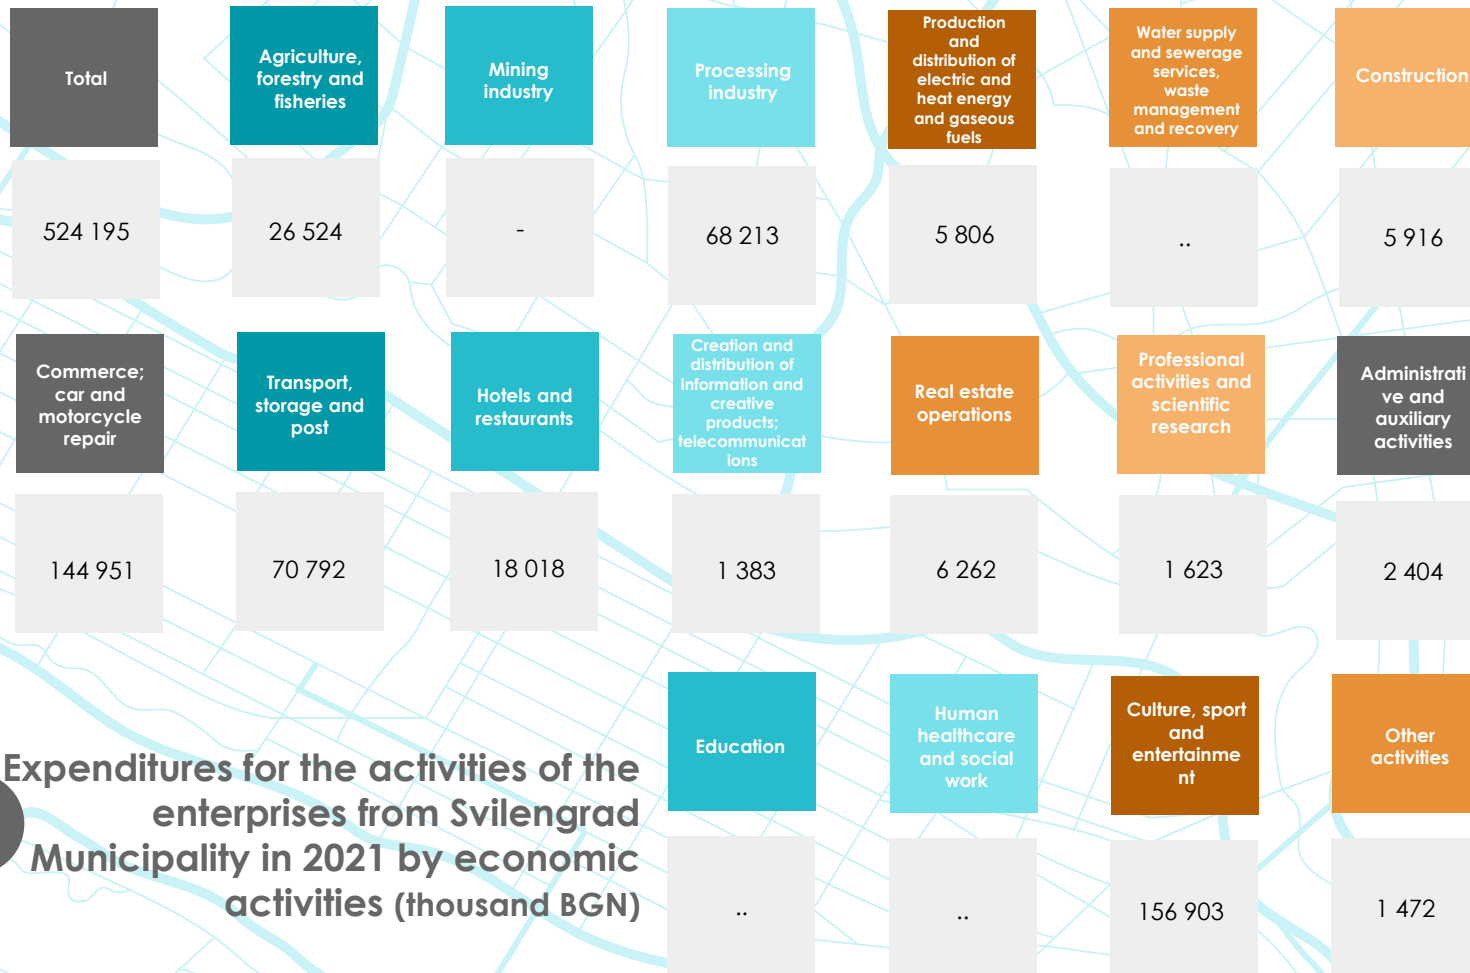 Total
Agriculture,
forestry and
fisheries
Mining
industry
Processing
industry
Production
and
distribution of
electric and
heat energy
and gaseous
fuels
Water supply
and sewerage
services,
waste
management
and recovery
Construction
524 195
26 524
-
68 213
5 806
..
5 916
Commerce;
car and
motorcycle
repair
Transport,
storage and
post
Hotels and
restaurants
Creation and
distribution of
information and
creative
products;
telecommunicat
ions
Real estate
operations
Professional
activities and
scientific
research
Administrati
ve and
auxiliary
activities
144 951
70 792
18 018
1 383
6 262
1 623
2 404
Education
Human
healthcare
and social
work
Culture, sport
and
entertainme
nt
Other
activities
..
..
156 903
1 472
Expenditures for the activities of the
enterprises from Svilengrad
Municipality in 2021 by economic
activities (thousand BGN)